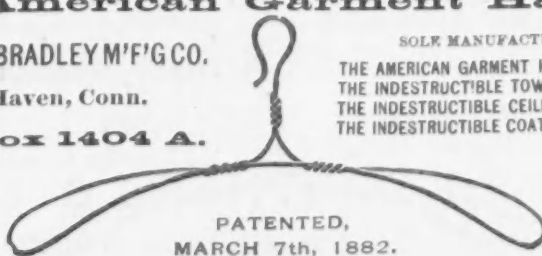 American Garment Ha
BRADLEY M'F'G CO.
Haven, Conn.
ox 1404 A.
SOLE MANUFACT
THE AMERICAN GARMENT
THE INDESTRUCTIBLE TOW
THE INDESTRUCTIBLE CEIL
THE INDESTRUCTIBLE COAT
PATENTED,
MARCH 7th, 1882.